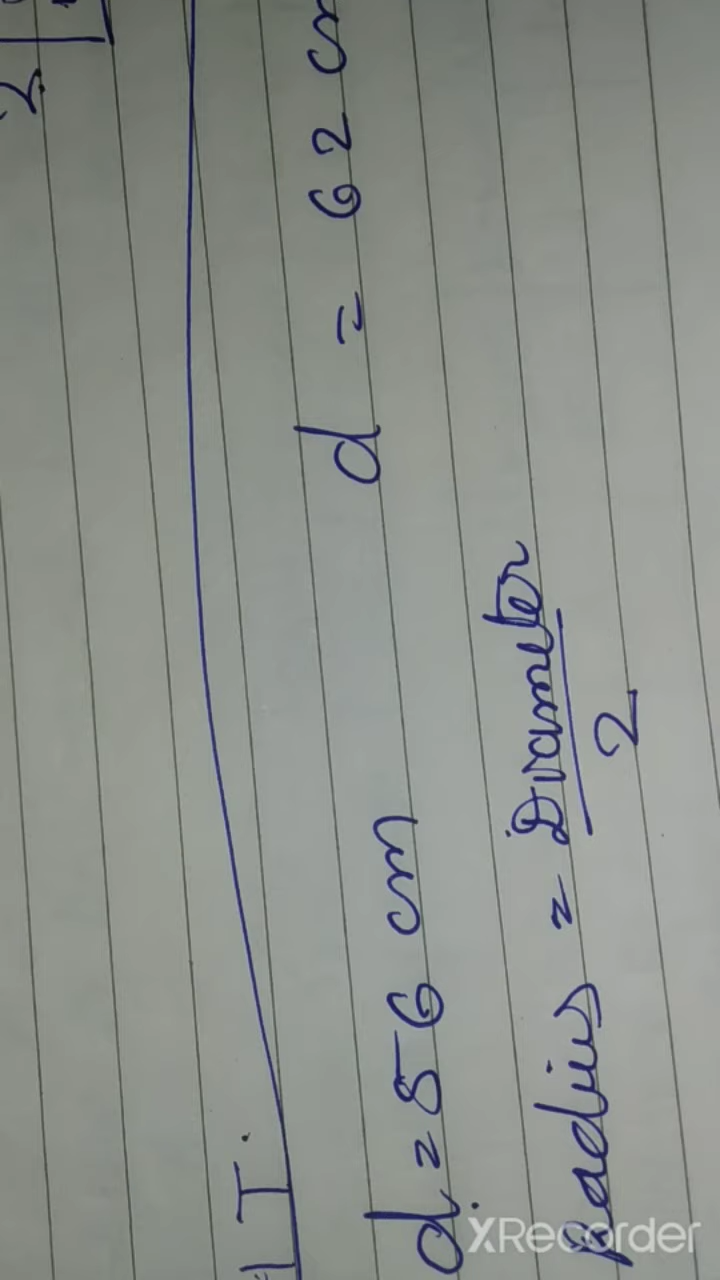 d = 56 cm d = 62 cm
Radius = Diameter
2
XRecorder